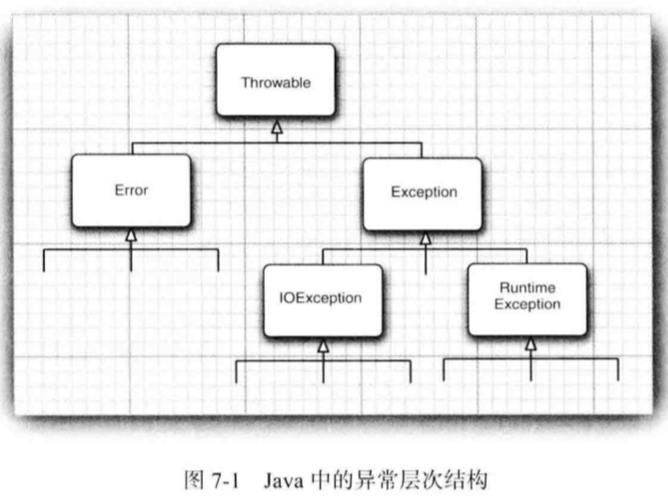 Throwable
Error
Exception
IOException
Runtime
Exception
图 7-1 Java 中的异常层次结构